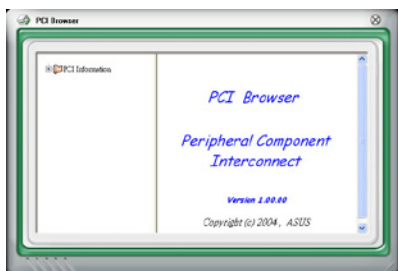 PCI Browser
PCI Information
PCI Browser
Peripheral Component
Interconnect
Version 1.00.00
Copyright (c) 2004, ASUS